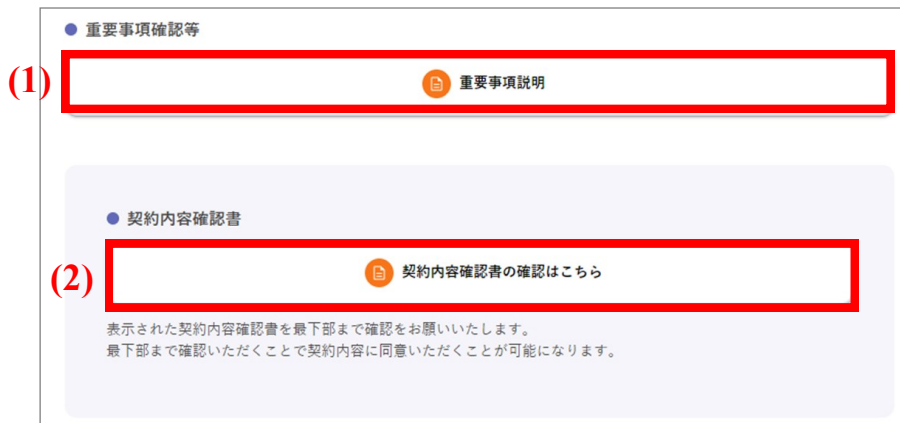 重要事項確認等
(1)
重要事項説明
契約内容確認書
(2)
契約内容確認書の確認はこちら
表示された契約内容確認書を最下部まで確認をお願いいたします。
最下部まで確認いただくことで契約内容に同意いただくことが可能になります。